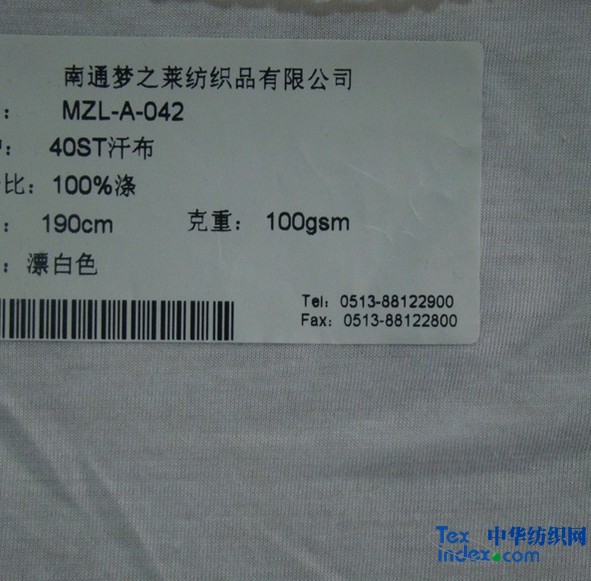 南通梦之莱纺织品有限公司
: MZL-A-042
: 40ST汗布
比: 100%涤
: 190cm 克重: 100gsm
: 漂白色
Tel: 0513-88122900
Fax: 0513-88122800
Tex 中华纺织网
index.com